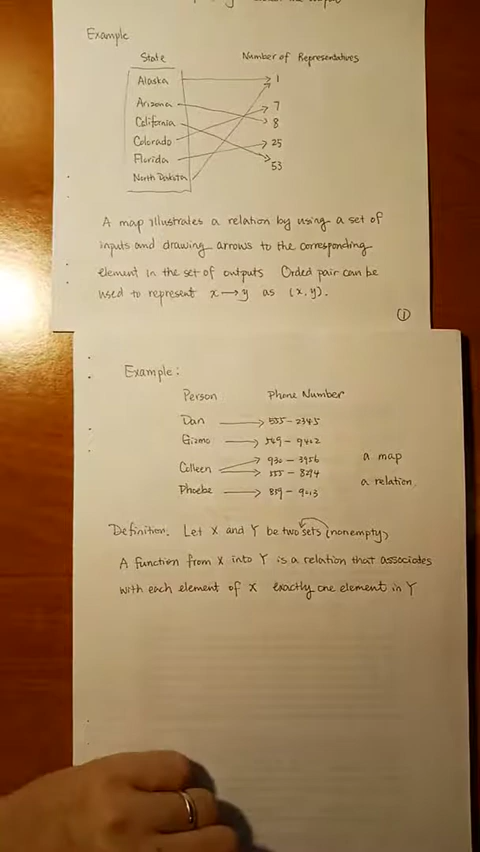 Example
State Number of Representatives
Alaska 1
Arizona 7
California 8
Colorado 25
Florida 53
North Dakota
A map illustrates a relation by using a set of
inputs and drawing arrows to the corresponding
element in the set of outputs Orded pair can be
used to represent x → y as (x, y).
1
Example:
Person Phone Number
Dan → 555-2345
Gizmo → 549-9402
930-3956 a map
Colleen 555-8294
a relation
Phoebe → 859-9013
Definition. Let X and Y be two sets (nonempty)
A function from X into Y is a relation that associates
with each element of X exactly one element in Y